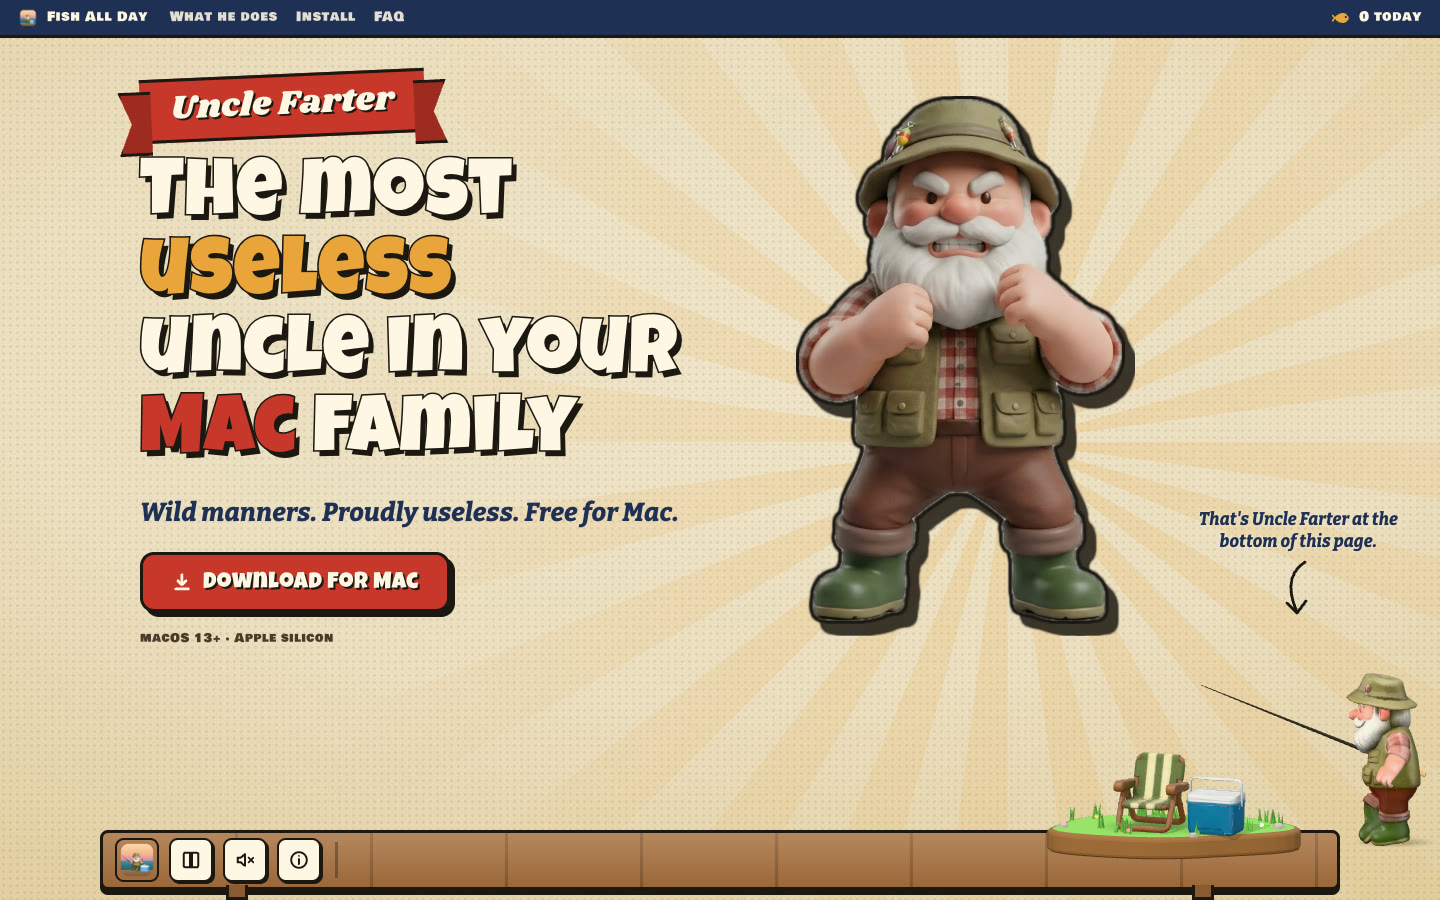 Fish All Day What he does Install FAQ 0 today
Uncle Farter
The most
useless
uncle in your
Mac family
Wild manners. Proudly useless. Free for Mac.
Download for Mac
macOS 13+ · Apple silicon
That's Uncle Farter at the
bottom of this page.